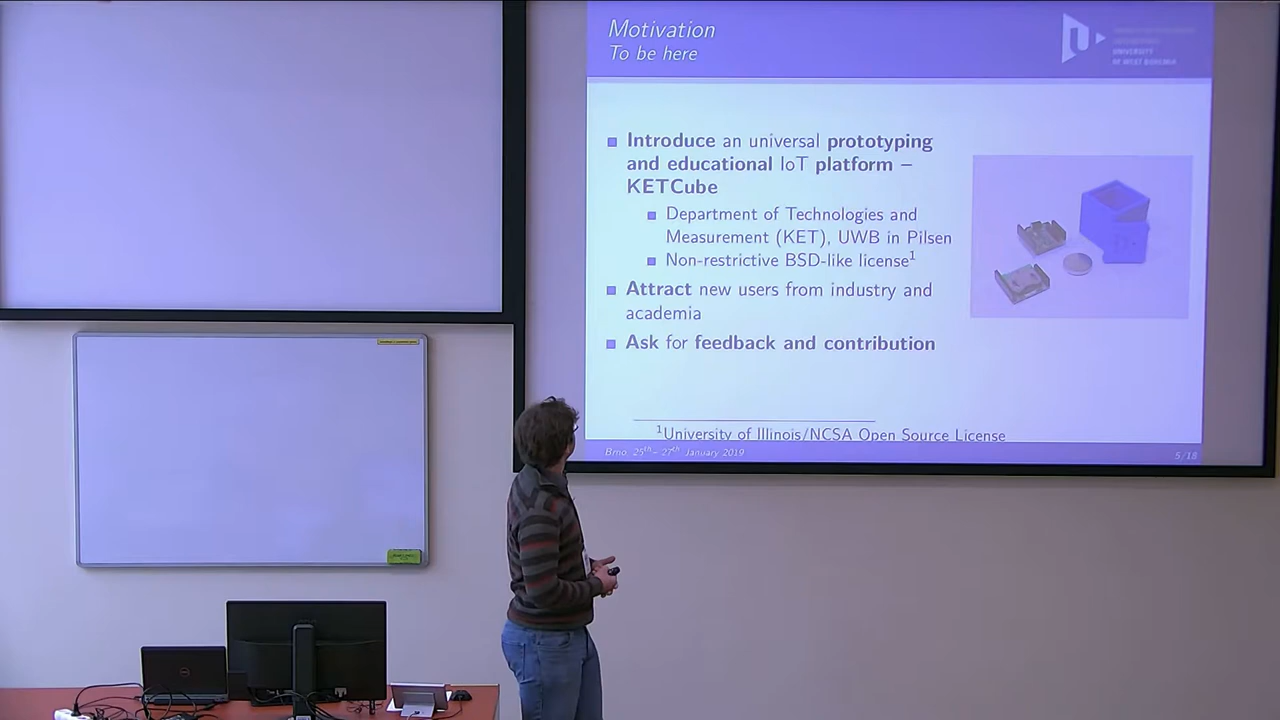 Motivation
To be here
UNIVERSITY
OF WEST BOHEMIA
Introduce an universal prototyping
and educational IoT platform –
KETCube
Department of Technologies and
Measurement (KET), UWB in Pilsen
Non-restrictive BSD-like license1
Attract new users from industry and
academia
Ask for feedback and contribution
1University of Illinois/NCSA Open Source License
Brno, 25th – 27th January 2019
5/18
DELL